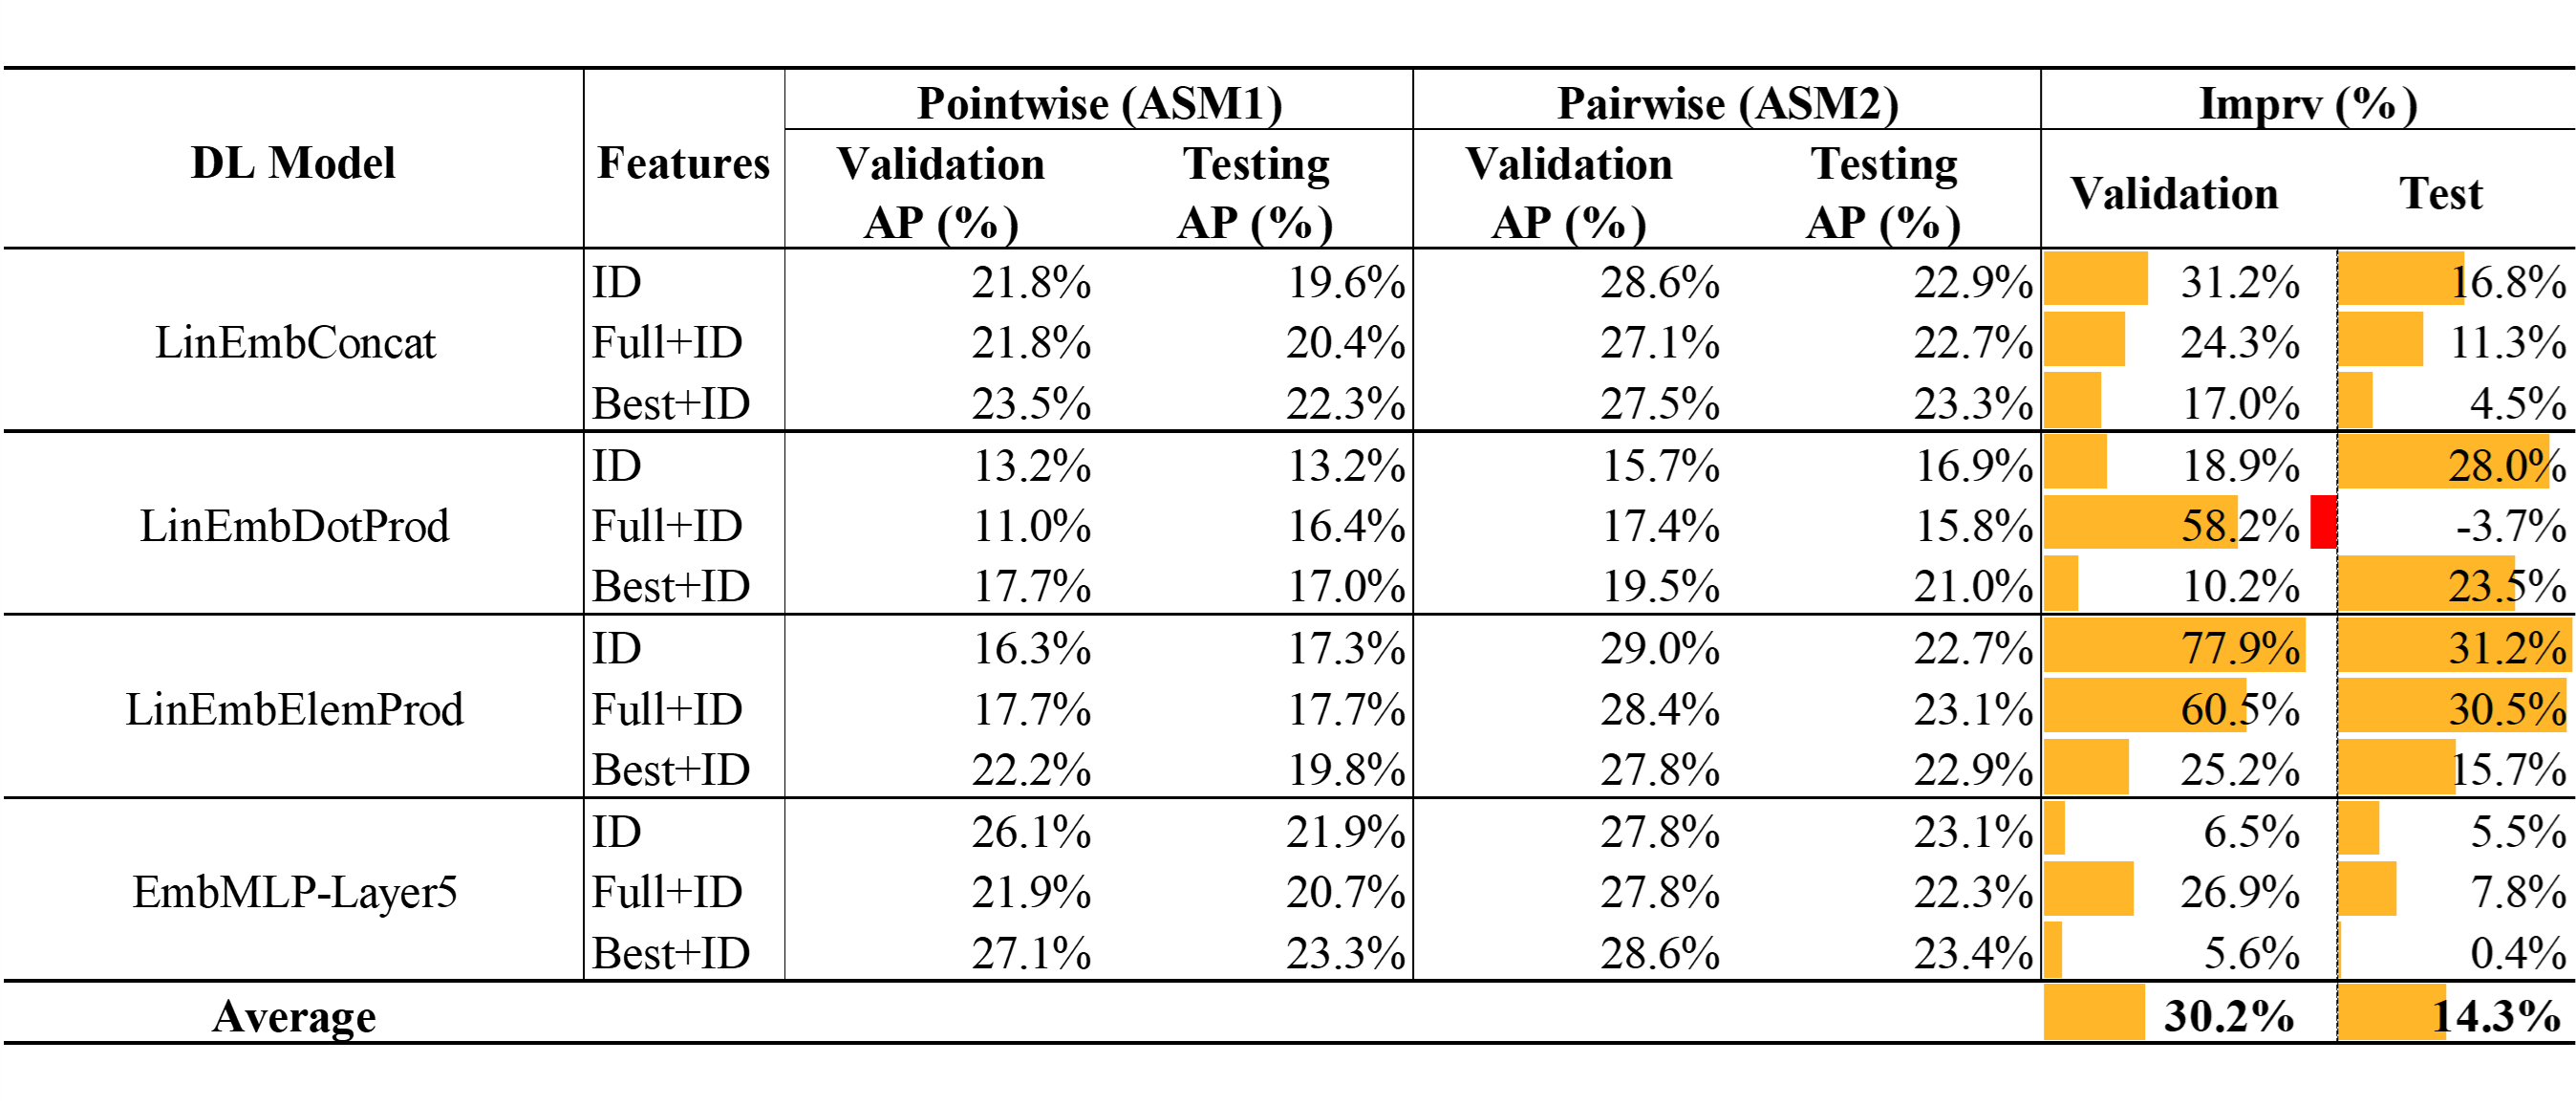 DL Model Features Pointwise (ASM1) Pairwise (ASM2) Imprv (%)
Validation AP (%) Testing AP (%) Validation AP (%) Testing AP (%) Validation Test
LinEmbConcat
ID 21.8% 19.6% 28.6% 22.9% 31.2% 16.8%
Full+ID 21.8% 20.4% 27.1% 22.7% 24.3% 11.3%
Best+ID 23.5% 22.3% 27.5% 23.3% 17.0% 4.5%
LinEmbDotProd
ID 13.2% 13.2% 15.7% 16.9% 18.9% 28.0%
Full+ID 11.0% 16.4% 17.4% 15.8% 58.2% -3.7%
Best+ID 17.7% 17.0% 19.5% 21.0% 10.2% 23.5%
LinEmbElemProd
ID 16.3% 17.3% 29.0% 22.7% 77.9% 31.2%
Full+ID 17.7% 17.7% 28.4% 23.1% 60.5% 30.5%
Best+ID 22.2% 19.8% 27.8% 22.9% 25.2% 15.7%
EmbMLP-Layer5
ID 26.1% 21.9% 27.8% 23.1% 6.5% 5.5%
Full+ID 21.9% 20.7% 27.8% 22.3% 26.9% 7.8%
Best+ID 27.1% 23.3% 28.6% 23.4% 5.6% 0.4%
Average 30.2% 14.3%